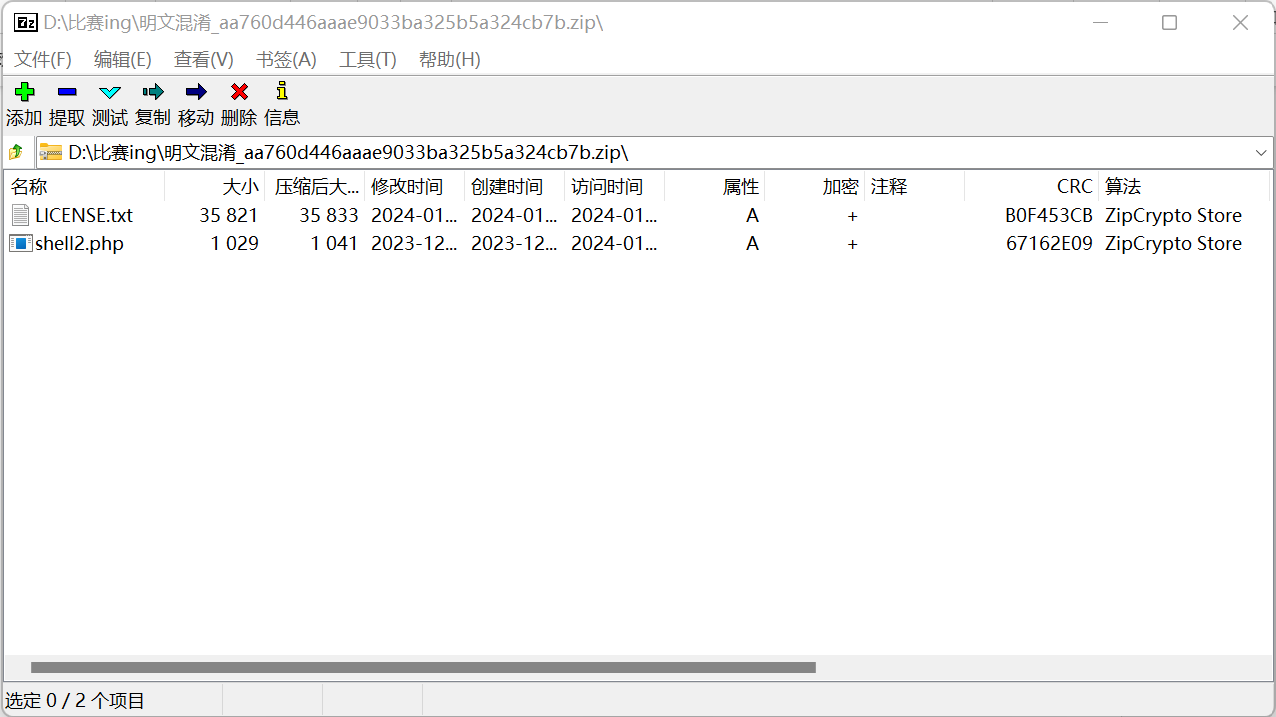 D:\比赛ing\明文混淆_aa760d446aaae9033ba325b5a324cb7b.zip\
文件(F) 编辑(E) 查看(V) 书签(A) 工具(T) 帮助(H)
添加 提取 测试 复制 移动 删除 信息
D:\比赛ing\明文混淆_aa760d446aaae9033ba325b5a324cb7b.zip\
名称 大小 压缩后大... 修改时间 创建时间 访问时间 属性 加密 注释 CRC 算法
LICENSE.txt 35 821 35 833 2024-01... 2024-01... 2024-01... A + B0F453CB ZipCrypto Store
shell2.php 1 029 1 041 2023-12... 2023-12... 2024-01... A + 67162E09 ZipCrypto Store
选定 0 / 2 个项目